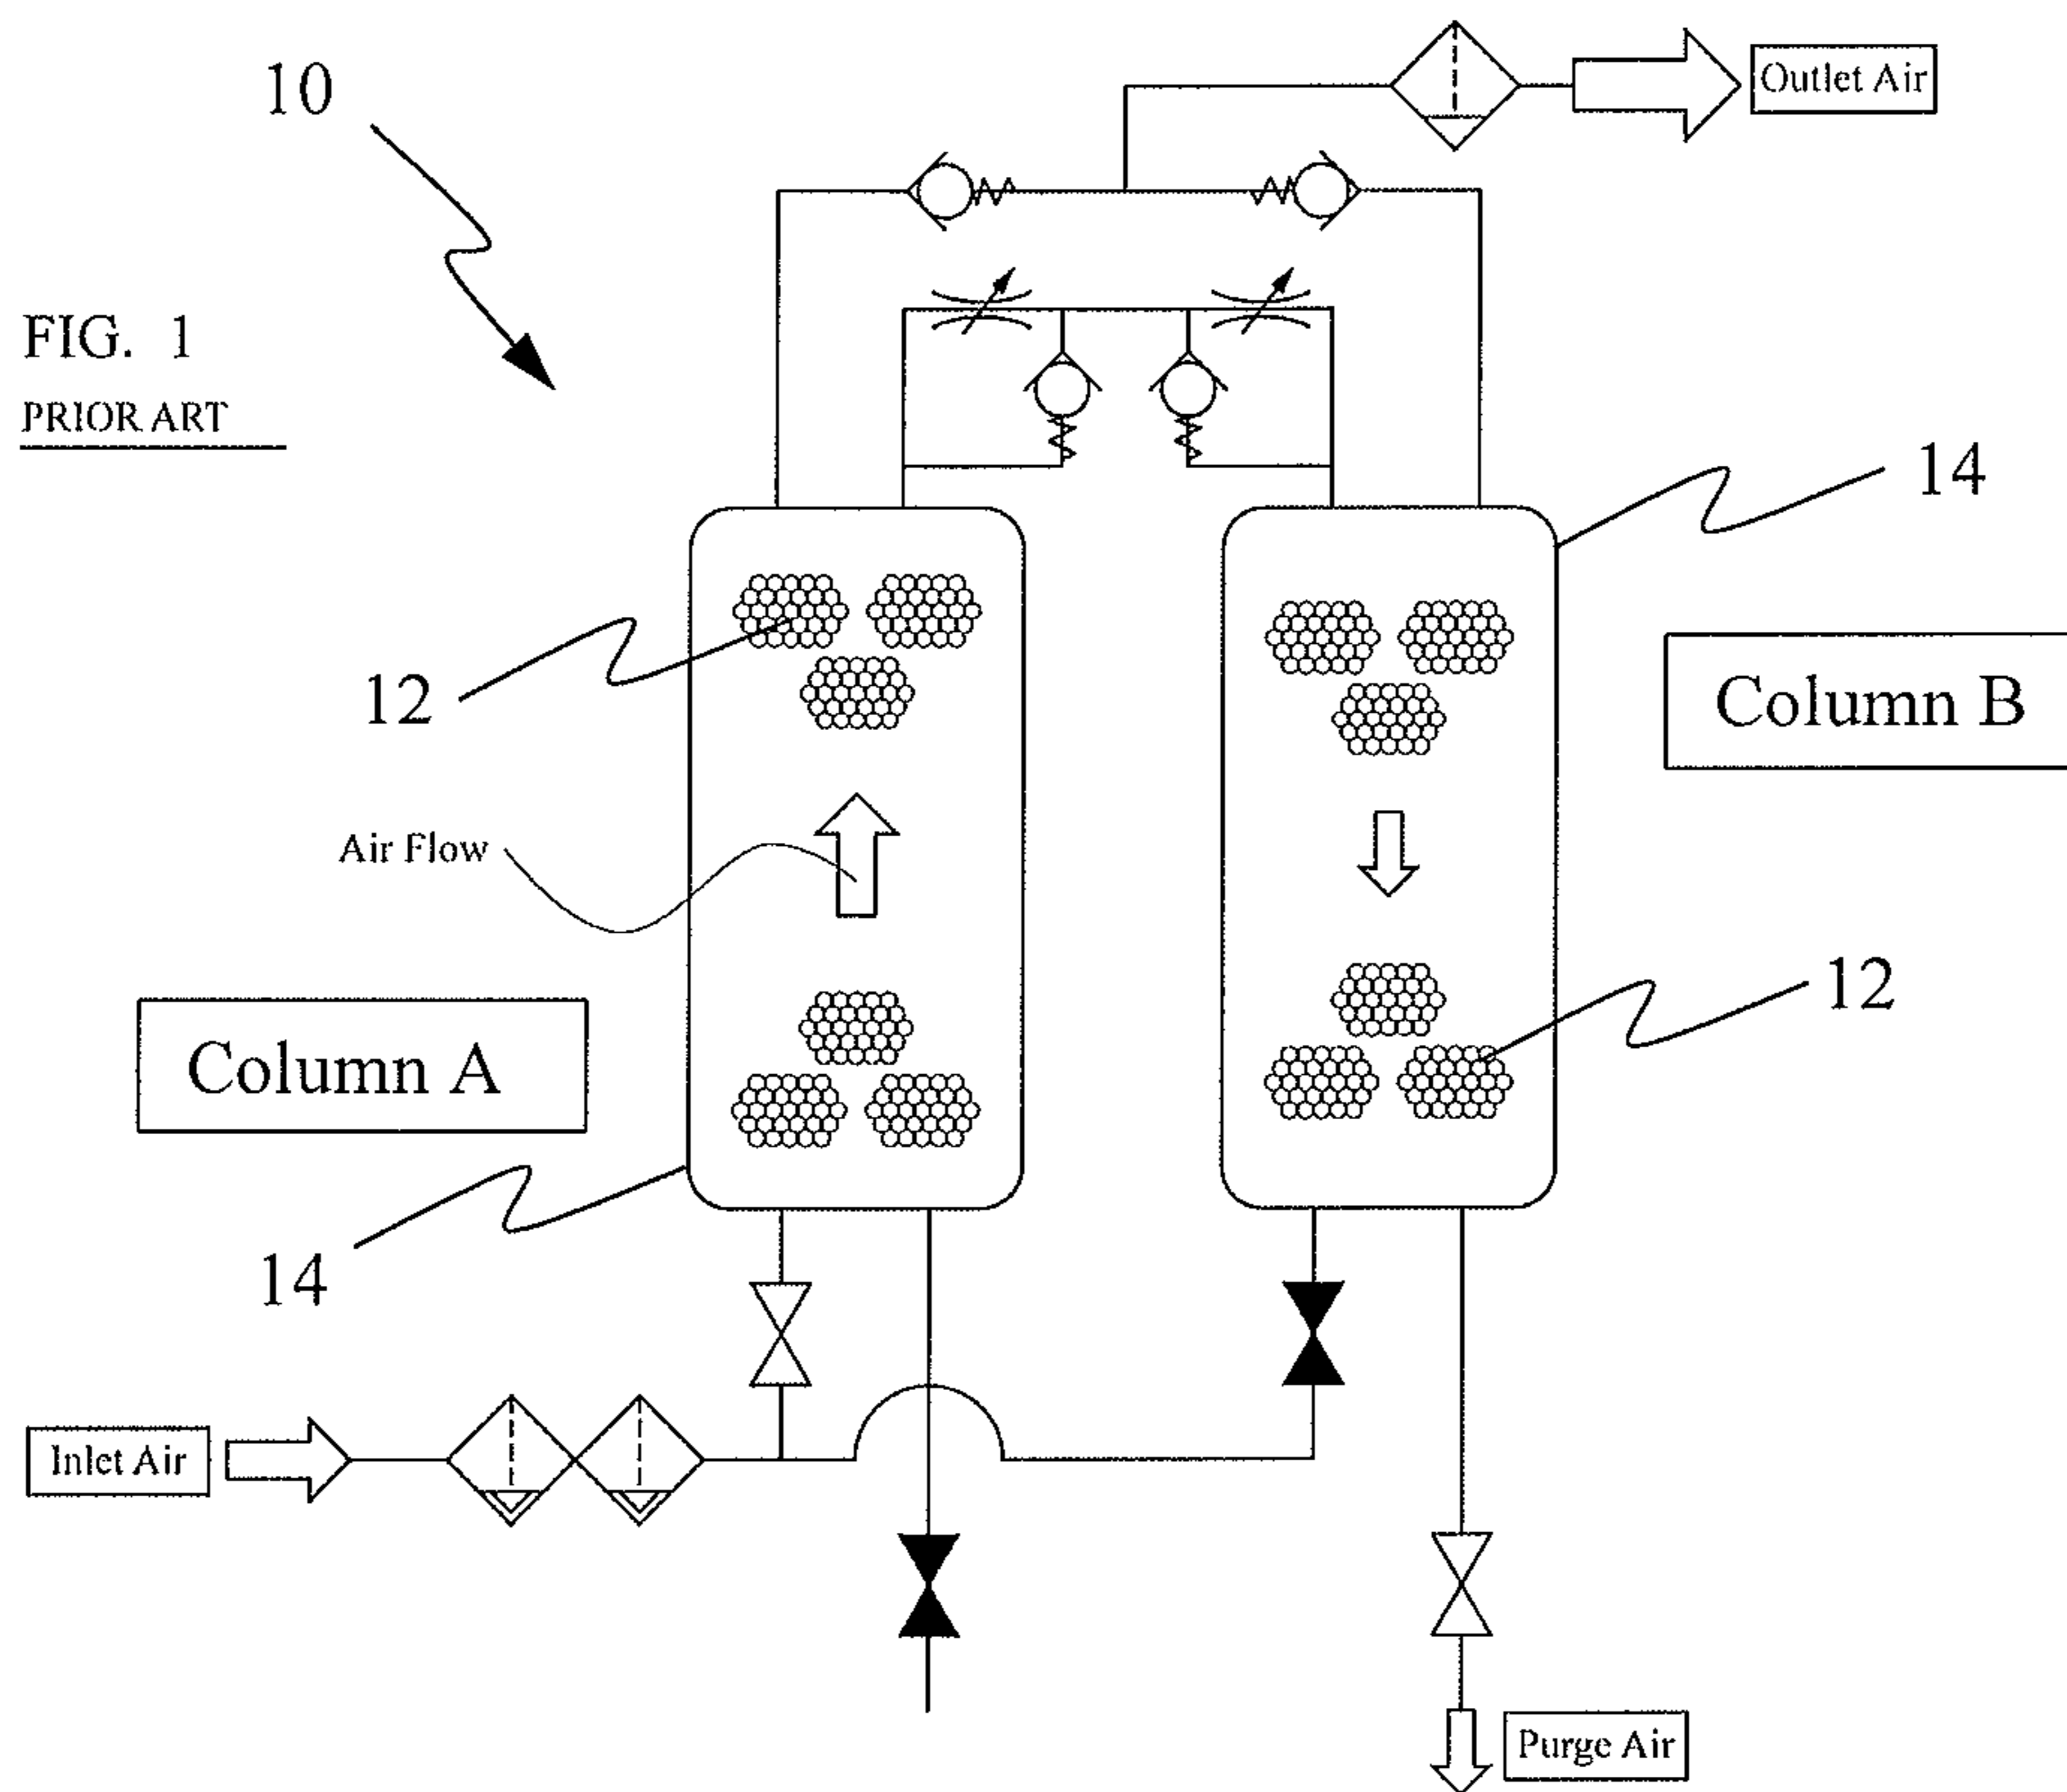 10
Outlet Air
FIG. 1
PRIOR ART
14
12
Column B
Air Flow
12
Column A
14
Inlet Air
Purge Air